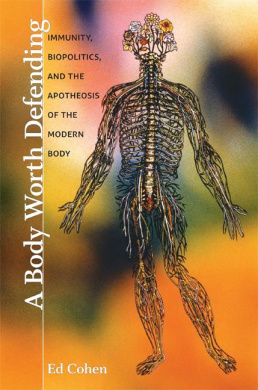 A Body Worth Defending
IMMUNITY,
BIOPOLITICS,
AND THE
APOTHEOSIS
OF THE
MODERN
BODY
Ed Cohen